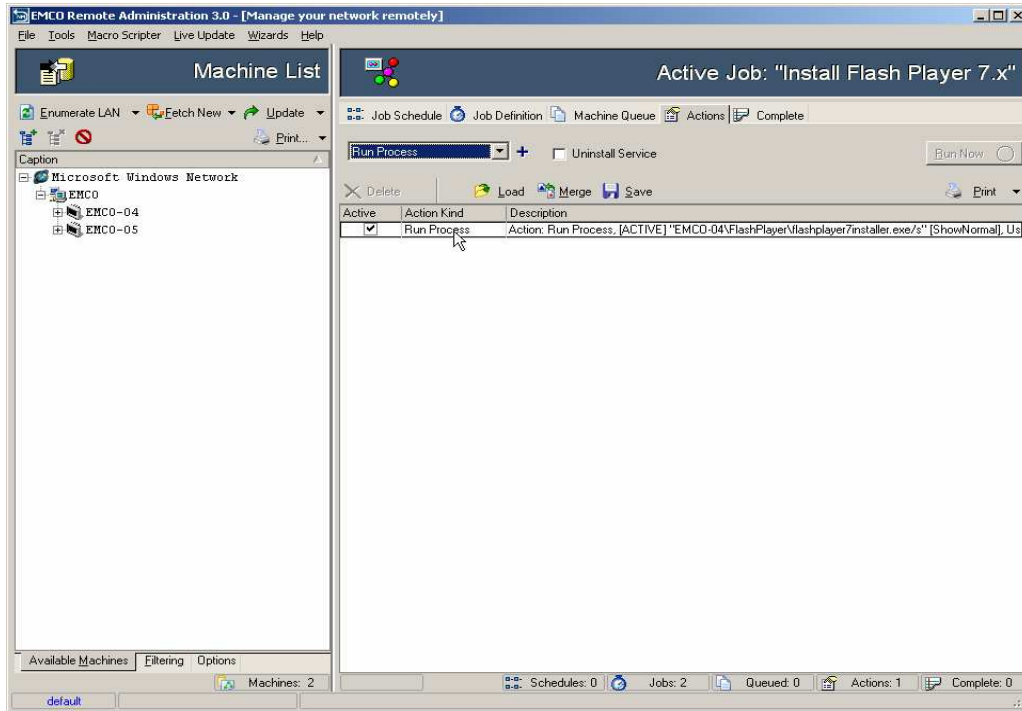 EMCO Remote Administration 3.0 - [Manage your network remotely]
File Tools Macro Scripter Live Update Wizards Help
Machine List
Active Job: "Install Flash Player 7.x"
Enumerate LAN Fetch New Update
Job Schedule Job Definition Machine Queue Actions Complete
Print...
Run Process Uninstall Service Run Now
Caption
Microsoft Windows Network
EMCO
EMCO-04
EMCO-05
Delete Load Merge Save Print
Active Action Kind Description
Run Process Action: Run Process, [ACTIVE] "EMCO-04\FlashPlayer\flashplayer7installer.exe/s" [ShowNormal], Us
Available Machines Filtering Options
Machines: 2
Schedules: 0 Jobs: 2 Queued: 0 Actions: 1 Complete: 0
default